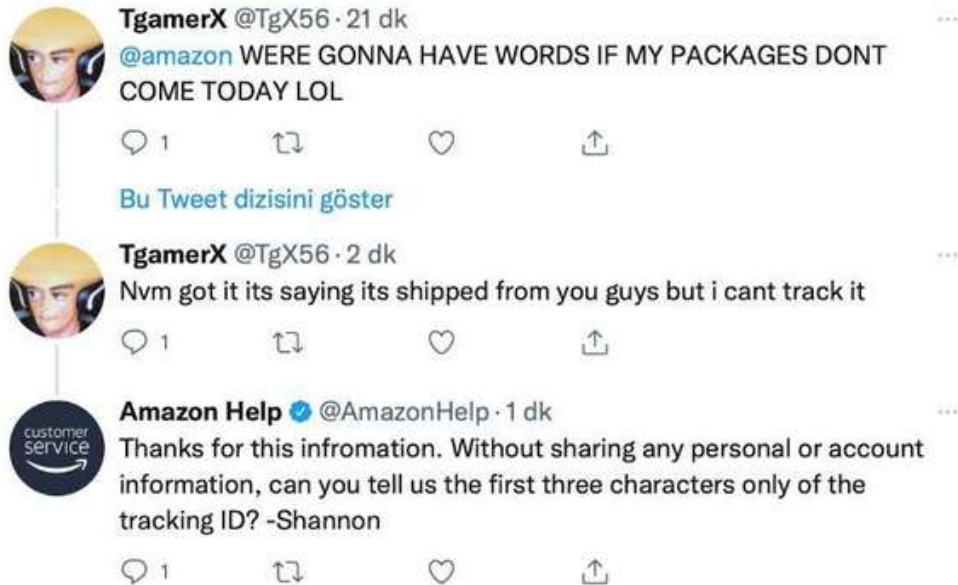 TgamerX @TgX56 · 21 dk
@amazon WERE GONNA HAVE WORDS IF MY PACKAGES DONT
COME TODAY LOL
1
Bu Tweet dizisini göster
TgamerX @TgX56 · 2 dk
Nvm got it its saying its shipped from you guys but i cant track it
1
customer
service
Amazon Help @AmazonHelp · 1 dk
Thanks for this infromation. Without sharing any personal or account
information, can you tell us the first three characters only of the
tracking ID? -Shannon
1